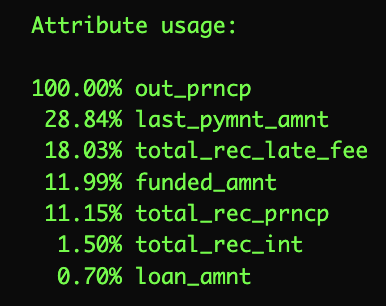 Attribute usage:
100.00% out_prncp
28.84% last_pymnt_amnt
18.03% total_rec_late_fee
11.99% funded_amnt
11.15% total_rec_prncp
1.50% total_rec_int
0.70% loan_amnt